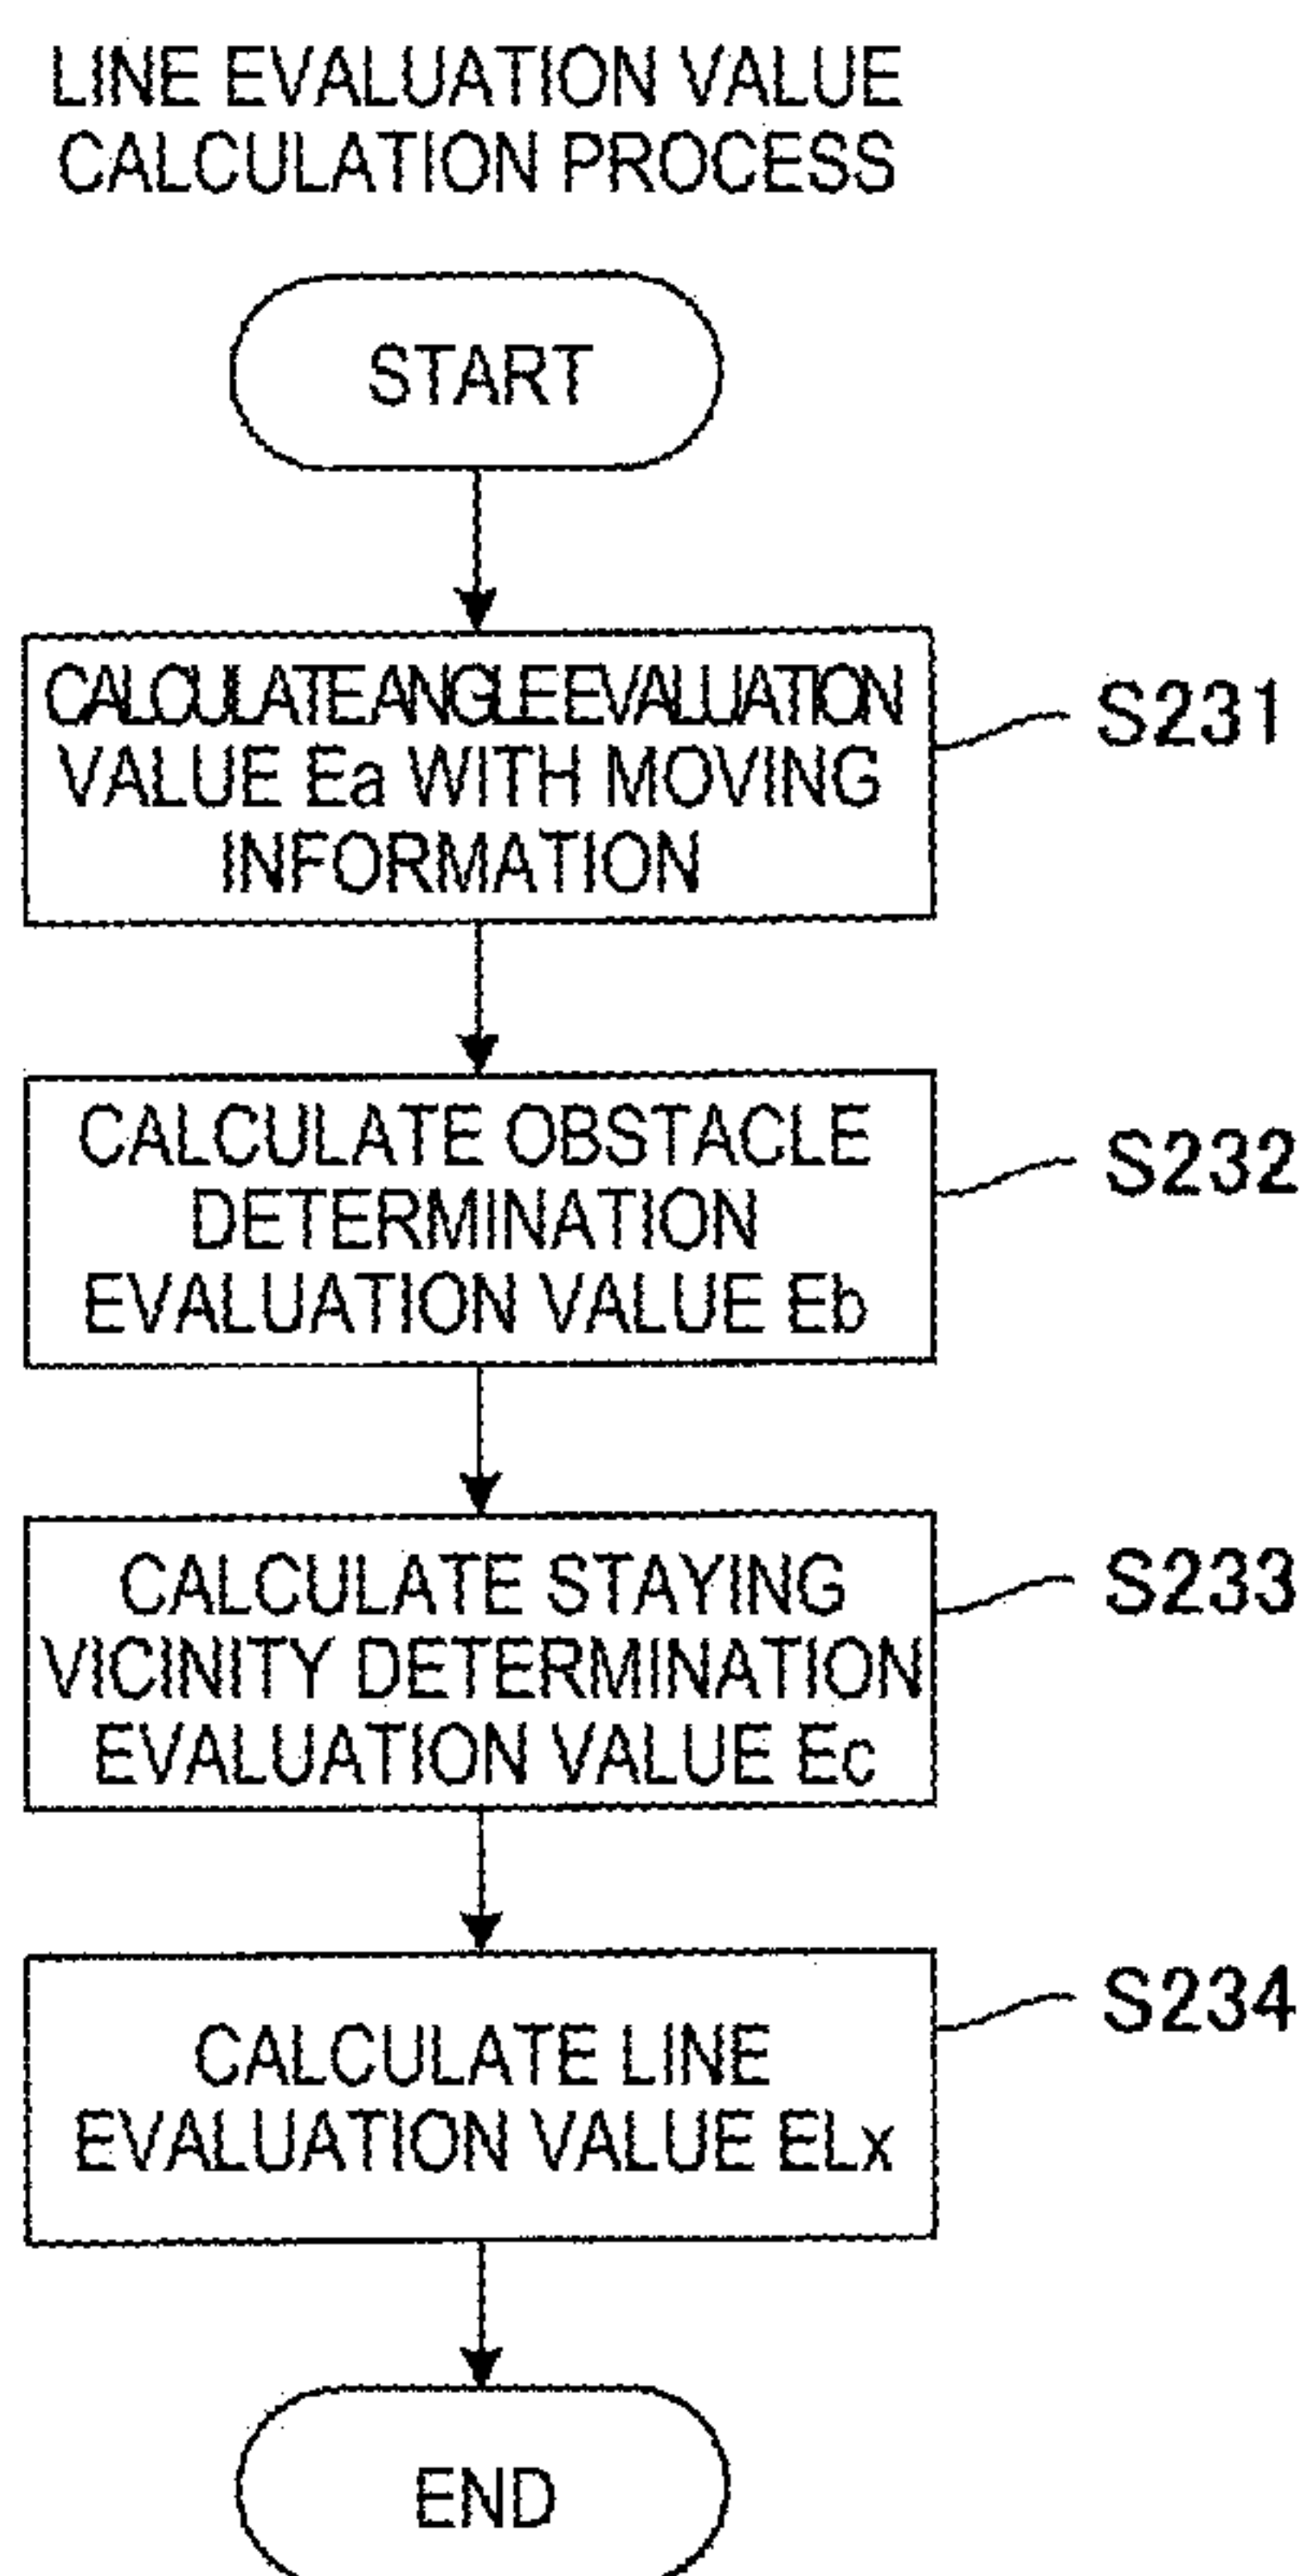 LINE EVALUATION VALUE
CALCULATION PROCESS
START
CALCULATE ANGLE EVALUATION
VALUE Ea WITH MOVING
INFORMATION
S231
CALCULATE OBSTACLE
DETERMINATION
EVALUATION VALUE Eb
S232
CALCULATE STAYING
VICINITY DETERMINATION
EVALUATION VALUE Ec
S233
CALCULATE LINE
EVALUATION VALUE ELx
S234
END